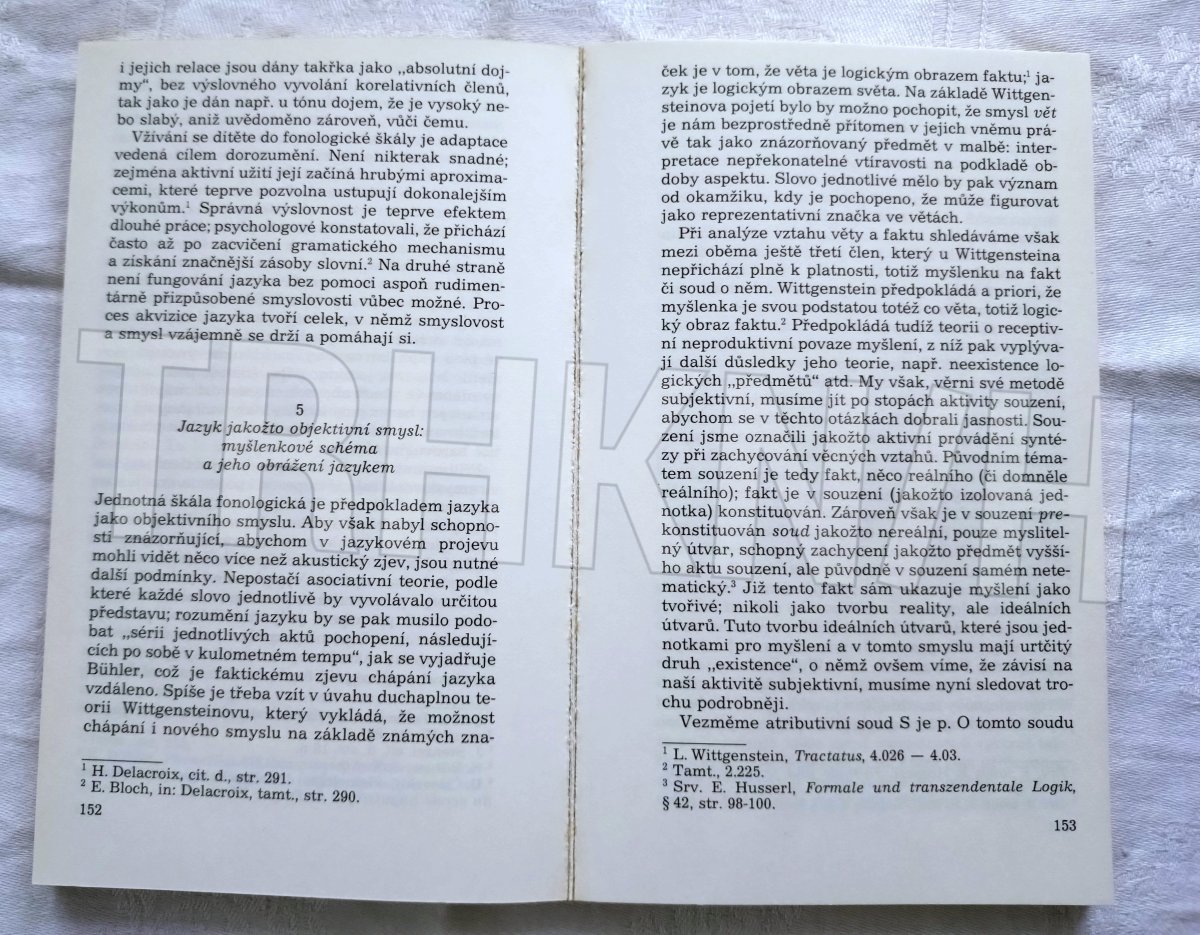 i jejich relace jsou dány takřka jako „absolutní doj-
my“, bez výslovného vyvolání korelativních členů,
tak jako je dán např. u tónu dojem, že je vysoký ne-
bo slabý, aniž uvědoměno zároveň, vůči čemu.
Vžívání se dítěte do fonologické škály je adaptace
vedená cílem dorozumění. Není nikterak snadné;
zejména aktivní užití její začíná hrubými aproxima-
cemi, které teprve pozvolna ustupují dokonalejším
výkonům.¹ Správná výslovnost je teprve efektem
dlouhé práce; psychologové konstatovali, že přichází
často až po zacvičení gramatického mechanismu
a získání značnější zásoby slovní.² Na druhé straně
není fungování jazyka bez pomoci aspoň rudimen-
tárně přizpůsobené smyslovosti vůbec možné. Pro-
ces akvizice jazyka tvoří celek, v němž smyslovost
a smysl vzájemně se drží a pomáhají si.
5
Jazyk jakožto objektivní smysl:
myšlenkové schéma
a jeho obrážení jazykem
Jednotná škála fonologická je předpokladem jazyka
jako objektivního smyslu. Aby však nabyl schopno-
sti znázorňující, abychom v jazykovém projevu
mohli vidět něco více než akustický zjev, jsou nutné
další podmínky. Nepostačí asociativní teorie, podle
které každé slovo jednotlivě by vyvolávalo určitou
představu; rozumění jazyku by se pak musilo podo-
bat „sérii jednotlivých aktů pochopení, následují-
cích po sobě v kulometném tempu“, jak se vyjadřuje
Bühler, což je faktickému zjevu chápání jazyka
vzdáleno. Spíše je třeba vzít v úvahu duchaplnou te-
orii Wittgensteinovu, který vykládá, že možnost
chápání i nového smyslu na základě známých zna-
¹ H. Delacroix, cit. d., str. 291.
² E. Bloch, in: Delacroix, tamt., str. 290.
152
ček je v tom, že věta je logickým obrazem faktu;¹ ja-
zyk je logickým obrazem světa. Na základě Wittgen-
steinova pojetí bylo by možno pochopit, že smysl vět
je nám bezprostředně přítomen v jejich vněmu prá-
vě tak jako znázorňovaný předmět v malbě: inter-
pretace nepřekonatelné vtíravosti na podkladě ob-
doby aspektu. Slovo jednotlivé mělo by pak význam
od okamžiku, kdy je pochopeno, že může figurovat
jako reprezentativní značka ve větách.
Při analýze vztahu věty a faktu shledáváme však
mezi oběma ještě třetí člen, který u Wittgensteina
nepřichází plně k platnosti, totiž myšlenku na fakt
či soud o něm. Wittgenstein předpokládá a priori, že
myšlenka je svou podstatou totéž co věta, totiž logic-
ký obraz faktu.² Předpokládá tudíž teorii o receptiv-
ní neproduktivní povaze myšlení, z níž pak vyplýva-
jí další důsledky jeho teorie, např. neexistence lo-
gických „předmětů“ atd. My však, věrni své metodě
subjektivní, musíme jít po stopách aktivity souzení,
abychom se v těchto otázkách dobrali jasnosti. Sou-
zení jsme označili jakožto aktivní provádění synté-
zy při zachycování věcných vztahů. Původním téma-
tem souzení je tedy fakt, něco reálního (či domněle
reálního); fakt je v souzení (jakožto izolovaná jed-
notka) konstituován. Zároveň však je v souzení pre-
konstituován soud jakožto nereální, pouze myslitel-
ný útvar, schopný zachycení jakožto předmět vyšší-
ho aktu souzení, ale původně v souzení samém nete-
matický.³ Již tento fakt sám ukazuje myšlení jako
tvořivé; nikoli jako tvorbu reality, ale ideálních
útvarů. Tuto tvorbu ideálních útvarů, které jsou jed-
notkami pro myšlení a v tomto smyslu mají urtčitý
druh „existence“, o němž ovšem víme, že závisí na
naší aktivitě subjektivní, musíme nyní sledovat tro-
chu podrobněji.
Vezměme atributivní soud S je p. O tomto soudu
¹ L. Wittgenstein, Tractatus, 4.026 — 4.03.
² Tamt., 2.225.
³ Srv. E. Husserl, Formale und transzendentale Logik,
§ 42, str. 98-100.
153
TRHKNIH